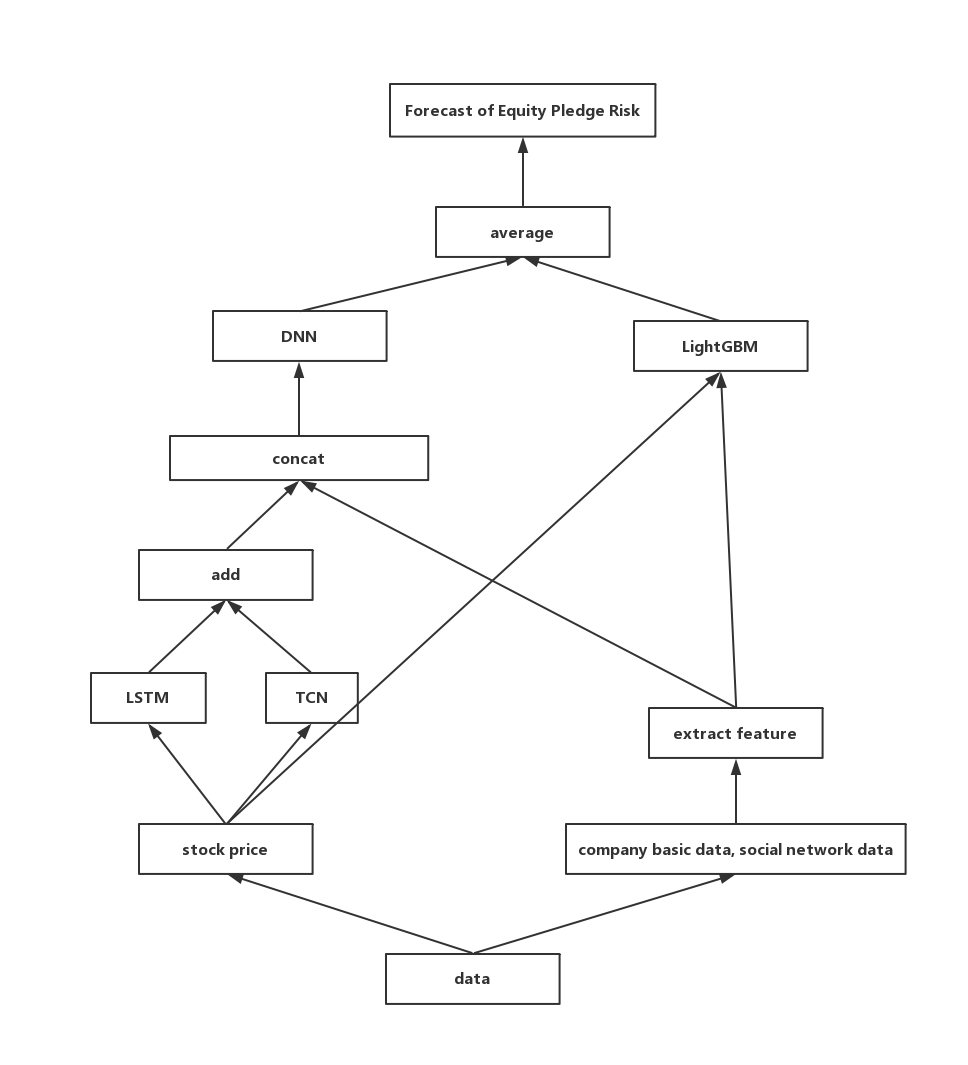 Forecast of Equity Pledge Risk
average
DNN
LightGBM
concat
add
LSTM
TCN
extract feature
stock price
company basic data, social network data
data